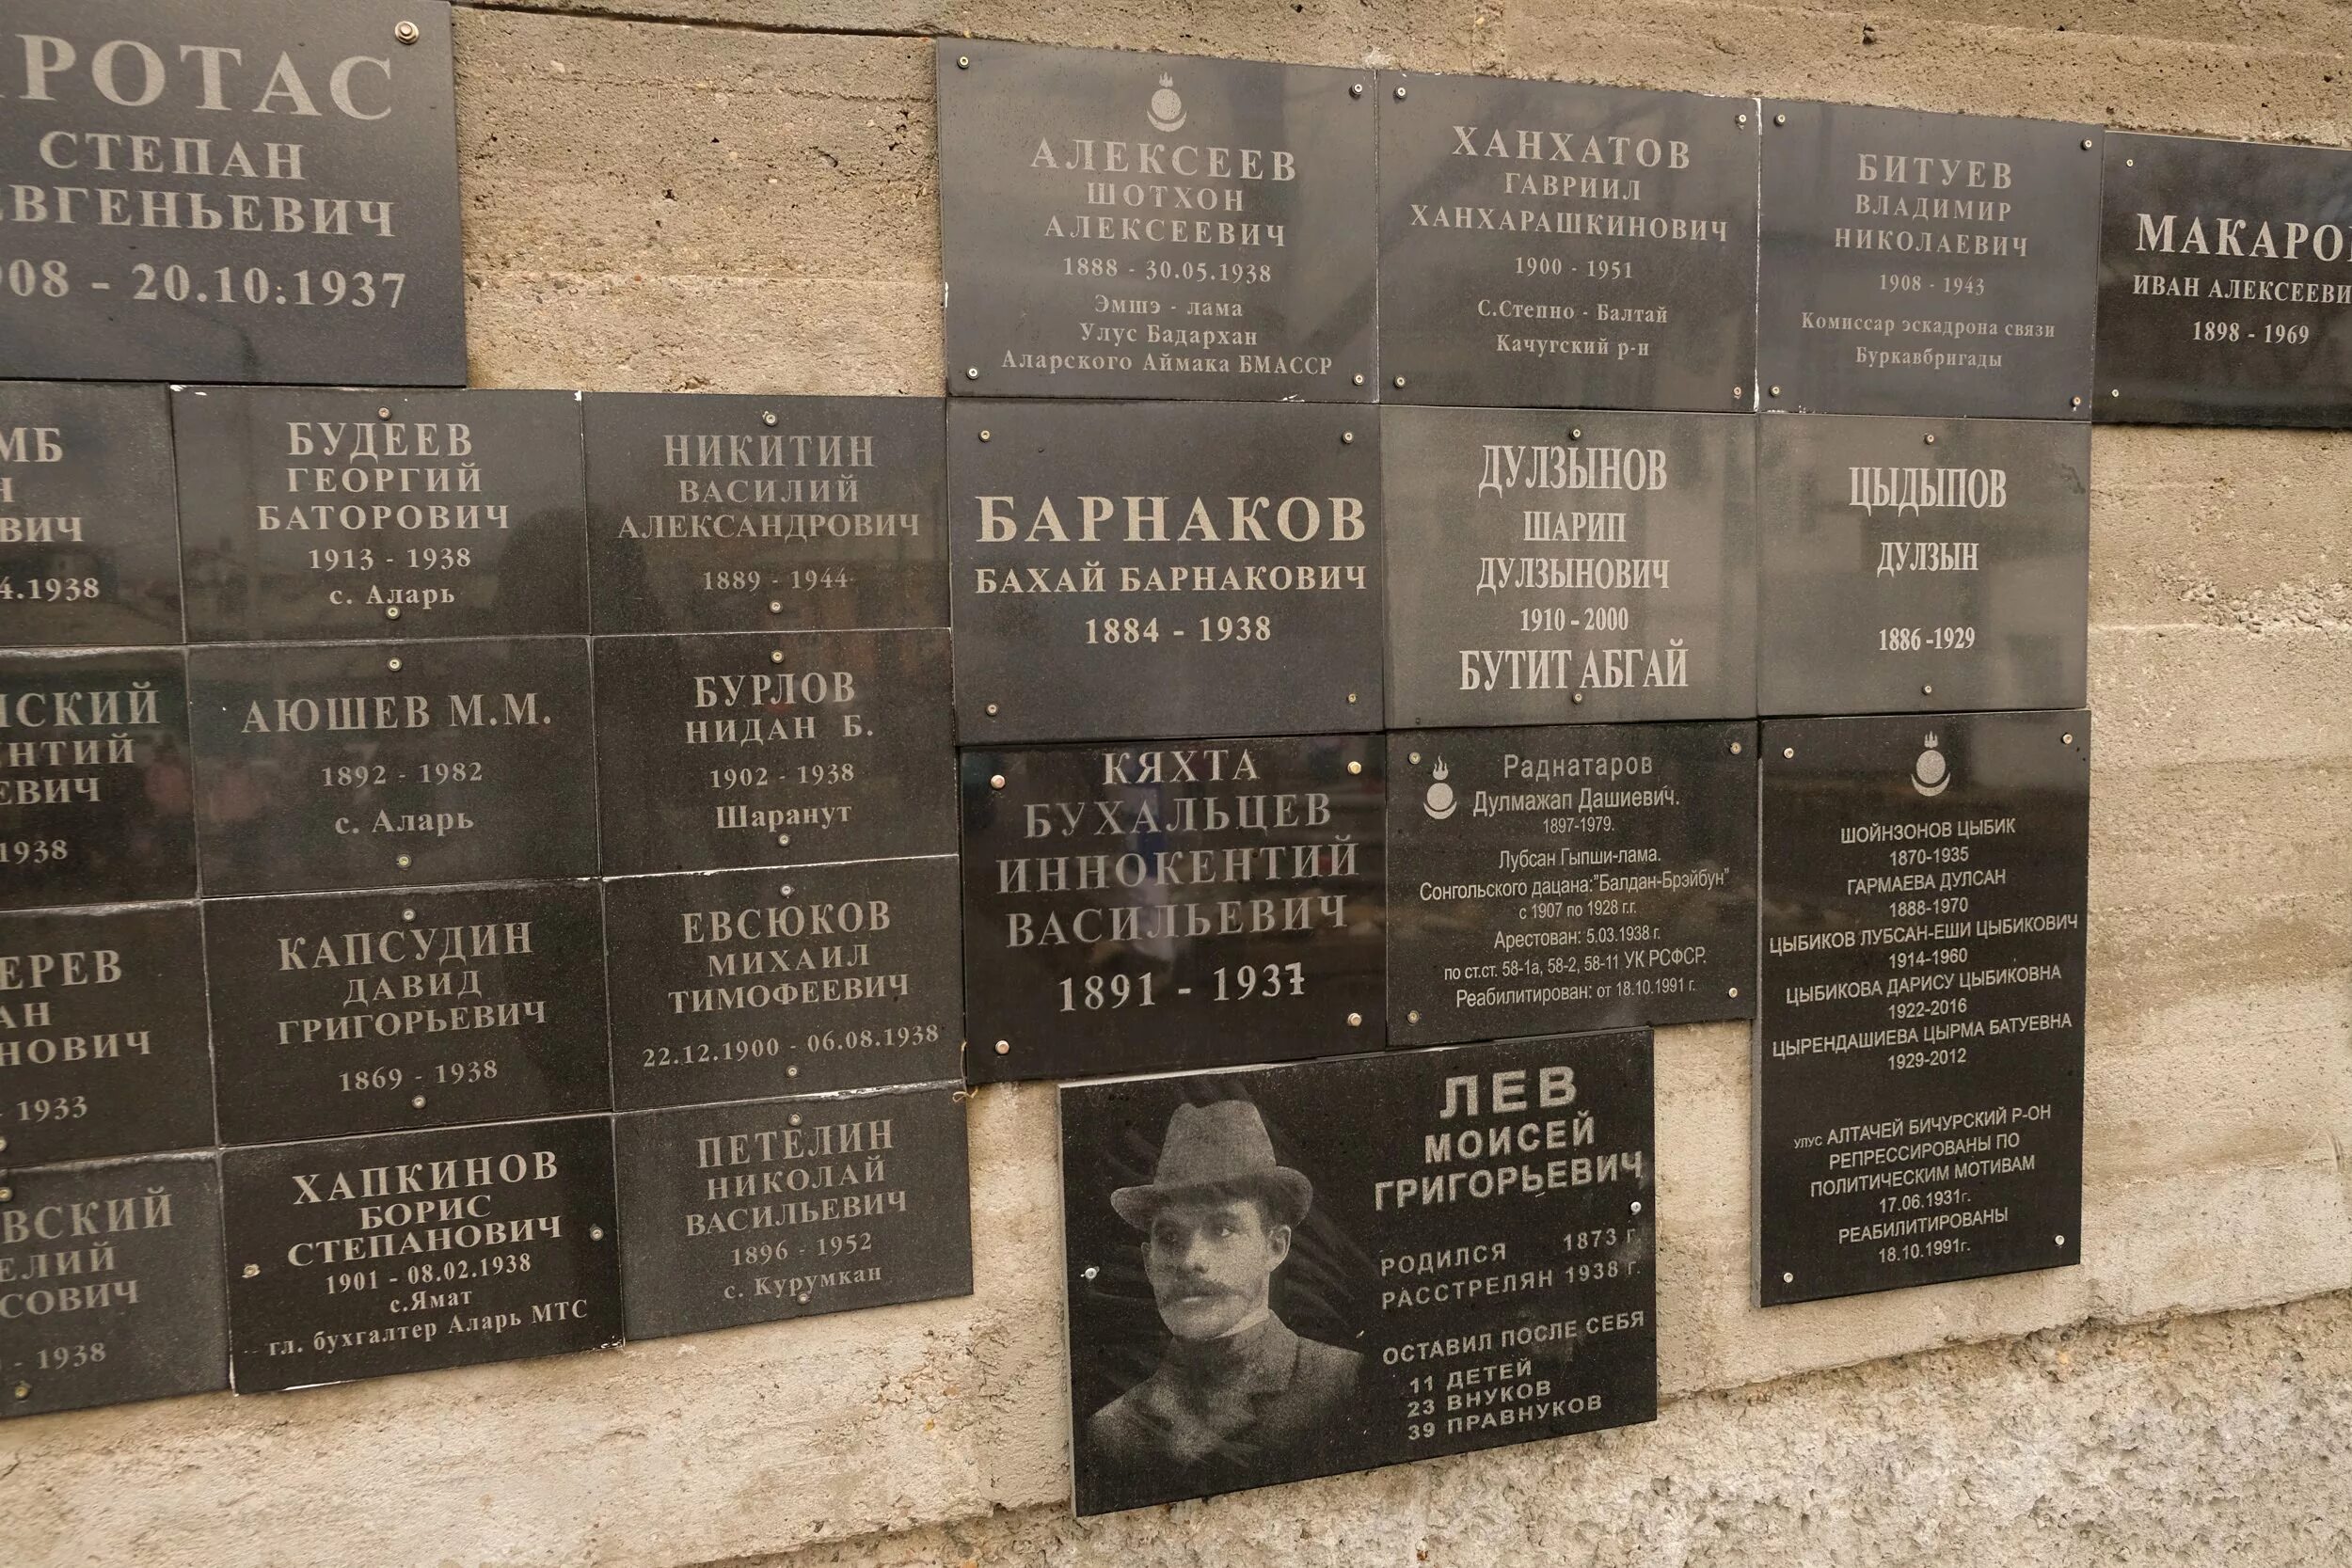 РОТАС
СТЕПАН
ЕВГЕНЬЕВИЧ
908 - 20.10.1937
АЛЕКСЕЕВ
ШОТХОН
АЛЕКСЕЕВИЧ
1888 - 30.05.1938
Эмшэ - лама
Улус Бадархан
Аларского Аймака БМАССР
ХАНХАТОВ
ГАВРИИЛ
ХАНХАРАШКИНОВИЧ
1900 - 1951
С.Степно - Балтай
Качугский р-н
БИТУЕВ
ВЛАДИМИР
НИКОЛАЕВИЧ
1908 - 1943
Комиссар эскадрона связи
Буркавбригады
МАКАРО
ИВАН АЛЕКСЕЕВИ
1898 - 1969
МБ
Н
ВИЧ
4.1938
БУДЕЕВ
ГЕОРГИЙ
БАТОРОВИЧ
1913 - 1938
с. Аларь
НИКИТИН
ВАСИЛИЙ
АЛЕКСАНДРОВИЧ
1889 - 1944
БАРНАКОВ
БАХАЙ БАРНАКОВИЧ
1884 - 1938
ДУЛЗЫНОВ
ШАРИП
ДУЛЗЫНОВИЧ
1910 - 2000
БУТИТ АБГАЙ
ЦЫДЫПОВ
ДУЛЗЫН
1886 -1929
НСКИЙ
ЕНТИЙ
ЕВИЧ
1938
АЮШЕВ М.М.
1892 - 1982
с. Аларь
БУРЛОВ
НИДАН Б.
1902 - 1938
Шаранут
КЯХТА
БУХАЛЬЦЕВ
ИННОКЕНТИЙ
ВАСИЛЬЕВИЧ
1891 - 1937
Раднатаров
Дулмажап Дашиевич.
1897-1979.
Лубсан Гыпши-лама.
Сонгольского дацана:"Балдан-Брэйбун"
с 1907 по 1928 г.г.
Арестован: 5.03.1938 г.
по ст.ст. 58-1а, 58-2, 58-11 УК РСФСР.
Реабилитирован: от 18.10.1991 г.
ШОЙНЗОНОВ ЦЫБИК
1870-1935
ГАРМАЕВА ДУЛСАН
1888-1970
ЦЫБИКОВ ЛУБСАН-ЕШИ ЦЫБИКОВИЧ
1914-1960
ЦЫБИКОВА ДАРИСУ ЦЫБИКОВНА
1922-2016
ЦЫРЕНДАШИЕВА ЦЫРМА БАТУЕВНА
1929-2012
УЛУС АЛТАЧЕЙ БИЧУРСКИЙ Р-ОН
РЕПРЕССИРОВАНЫ ПО
ПОЛИТИЧЕСКИМ МОТИВАМ
17.06.1931г.
РЕАБИЛИТИРОВАНЫ
18.10.1991г.
ЕРЕВ
АН
НОВИЧ
- 1933
КАПСУДИН
ДАВИД
ГРИГОРЬЕВИЧ
1869 - 1938
ЕВСЮКОВ
МИХАИЛ
ТИМОФЕЕВИЧ
22.12.1900 - 06.08.1938
ВСКИЙ
ЕЛИЙ
СОВИЧ
- 1938
ХАПКИНОВ
БОРИС
СТЕПАНОВИЧ
1901 - 08.02.1938
с.Ямат
гл. бухгалтер Аларь МТС
ПЕТЕЛИН
НИКОЛАЙ
ВАСИЛЬЕВИЧ
1896 - 1952
с. Курумкан
ЛЕВ
МОИСЕЙ
ГРИГОРЬЕВИЧ
РОДИЛСЯ 1873 г.
РАССТРЕЛЯН 1938 г.
ОСТАВИЛ ПОСЛЕ СЕБЯ
11 ДЕТЕЙ
23 ВНУКОВ
39 ПРАВНУКОВ